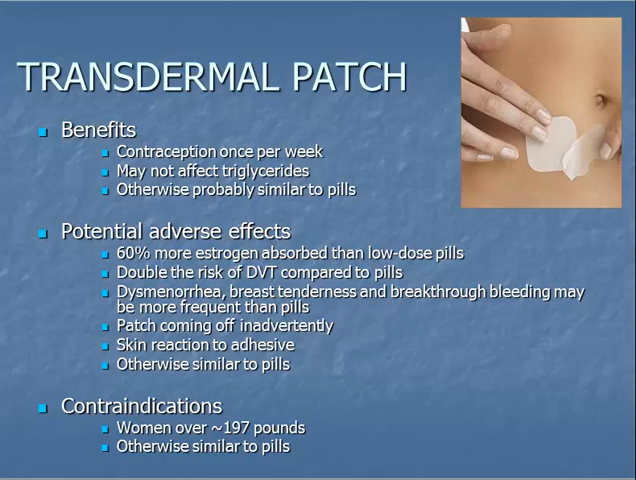 TRANSDERMAL PATCH
Benefits
Contraception once per week
May not affect triglycerides
Otherwise probably similar to pills
Potential adverse effects
60% more estrogen absorbed than low-dose pills
Double the risk of DVT compared to pills
Dysmenorrhea, breast tenderness and breakthrough bleeding may
be more frequent than pills
Patch coming off inadvertently
Skin reaction to adhesive
Otherwise similar to pills
Contraindications
Women over ~197 pounds
Otherwise similar to pills